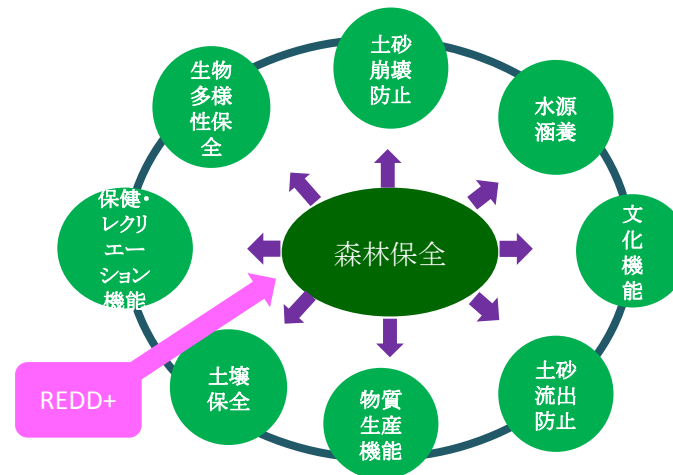 土砂
崩壊
防止
生物
多様
性保
全
水源
涵養
保健・
レクリ
エー
ション
機能
森林保全
文
化
機
能
REDD+
土壌
保全
物質
生産
機能
土砂
流出
防止